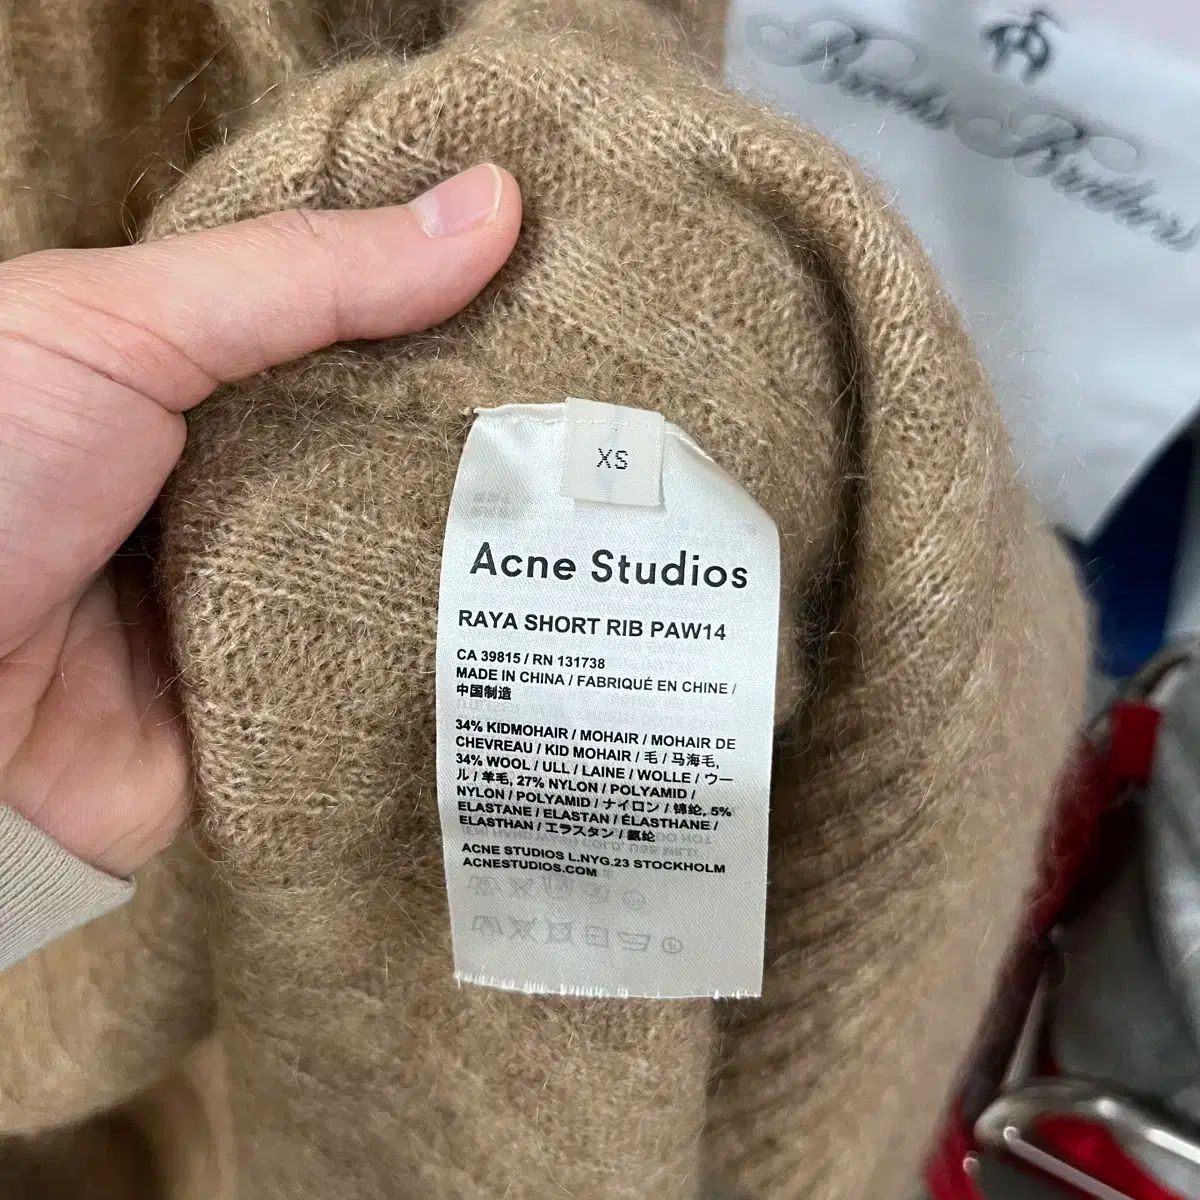 Brooks Brothers
XS
Acne Studios
RAYA SHORT RIB PAW14
CA 39815 / RN 131738
MADE IN CHINA / FABRIQUÉ EN CHINE /
中国制造
34% KIDMOHAIR / MOHAIR / MOHAIR DE
CHEVREAU / KID MOHAIR / 毛 / 马海毛,
34% WOOL / ULL / LAINE / WOLLE / ウー
ル / 羊毛, 27% NYLON / POLYAMID /
NYLON / POLYAMID / ナイロン / 锦纶, 5%
ELASTANE / ELASTAN / ÉLASTHANE /
ELASTHAN / エラスタン / 氨纶
ACNE STUDIOS L.NYG.23 STOCKHOLM
ACNESTUDIOS.COM